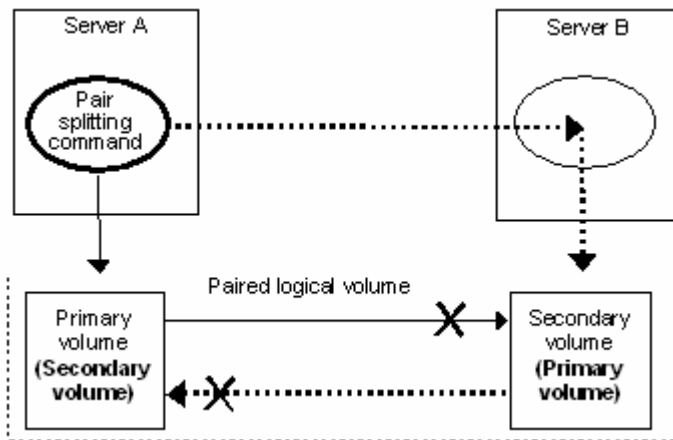 Server A
Server B
Pair
splitting
command
Paired logical volume
Primary
volume
(Secondary
volume)
Secondary
volume
(Primary
volume)